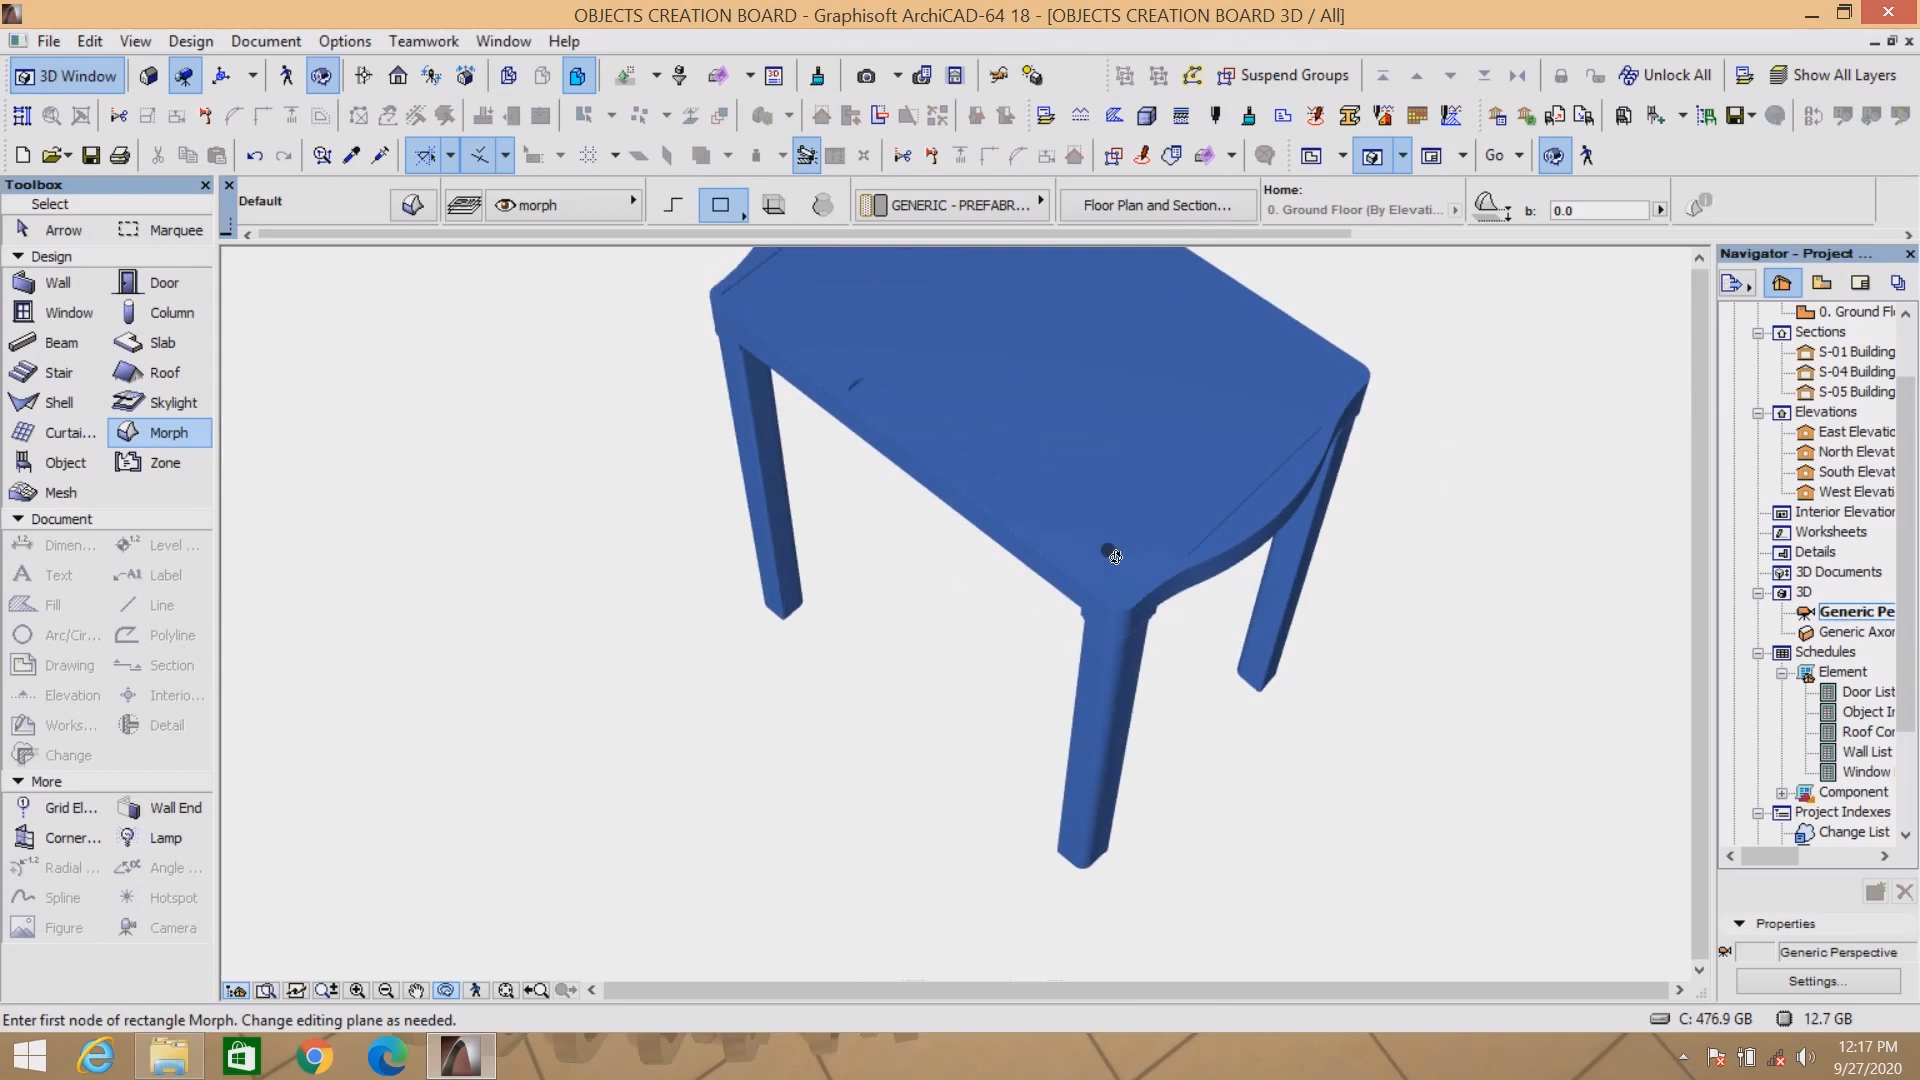 OBJECTS CREATION BOARD - Graphisoft ArchiCAD-64 18 - [OBJECTS CREATION BOARD 3D / All]
File Edit View Design Document Options Teamwork Window Help
3D Window
Suspend Groups
Unlock All
Show All Layers
Go
Toolbox
Select
Arrow Marquee
Design
Wall Door
Window Column
Beam Slab
Stair Roof
Shell Skylight
Curtai... Morph
Object Zone
Mesh
Document
Dimen... Level ...
Text Label
Fill Line
Arc/Cir... Polyline
Drawing Section
Elevation Interio...
Works... Detail
Change
More
Grid El... Wall End
Corner... Lamp
Radial ... Angle ...
Spline Hotspot
Figure Camera
Default
morph
GENERIC - PREFABR...
Floor Plan and Section...
Home:
0. Ground Floor (By Elevati...
b: 0.0
Navigator - Project ...
0. Ground Fl
Sections
S-01 Building
S-04 Building
S-05 Building
Elevations
East Elevatio
North Elevat
South Elevat
West Elevati
Interior Elevation
Worksheets
Details
3D Documents
3D
Generic Pe
Generic Axor
Schedules
Element
Door List
Object Ir
Roof Cor
Wall List
Window
Component
Project Indexes
Change List
Properties
Generic Perspective
Settings...
Enter first node of rectangle Morph. Change editing plane as needed.
C: 476.9 GB
12.7 GB
12:17 PM
9/27/2020